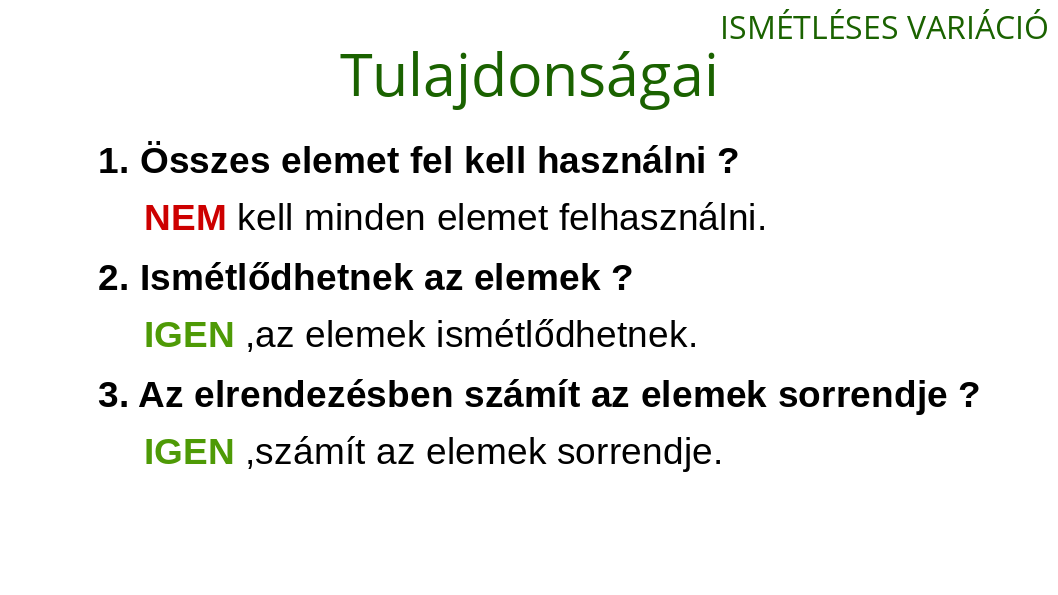 ISMÉTLÉSES VARIÁCIÓ
Tulajdonságai
1. Összes elemet fel kell használni ?
NEM kell minden elemet felhasználni.
2. Ismétlődhetnek az elemek ?
IGEN ,az elemek ismétlődhetnek.
3. Az elrendezésben számít az elemek sorrendje ?
IGEN ,számít az elemek sorrendje.